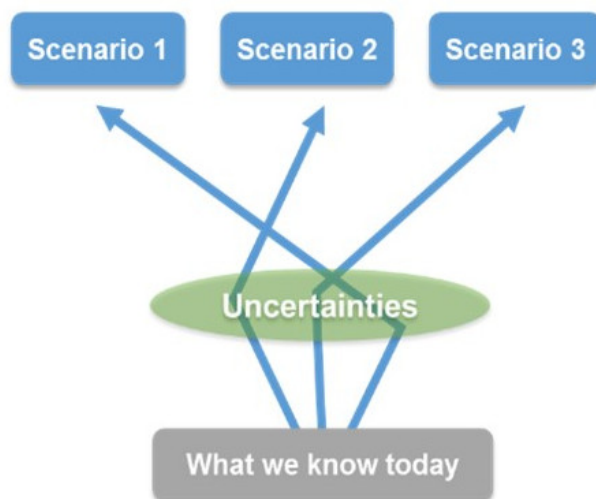 Scenario 1
Scenario 2
Scenario 3
Uncertainties
What we know today